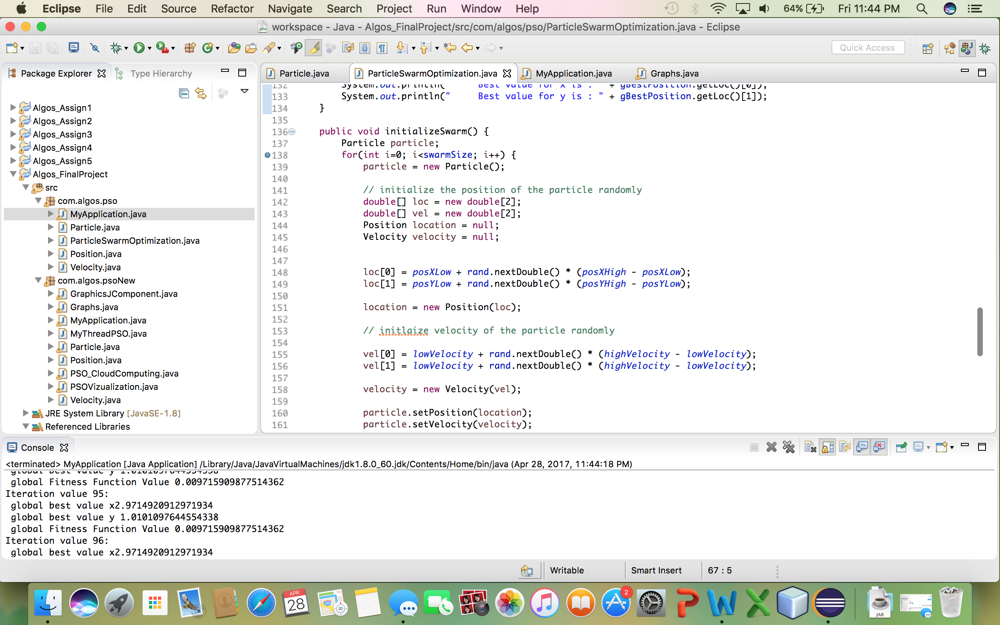 Eclipse File Edit Source Refactor Navigate Search Project Run Window Help 64% Fri 11:44 PM
workspace - Java - Algos_FinalProject/src/com/algos/pso/ParticleSwarmOptimization.java - Eclipse
Quick Access
Package Explorer Type Hierarchy
Algos_Assign1
Algos_Assign2
Algos_Assign3
Algos_Assign4
Algos_Assign5
Algos_FinalProject
src
com.algos.pso
MyApplication.java
Particle.java
ParticleSwarmOptimization.java
Position.java
Velocity.java
com.algos.psoNew
GraphicsJComponent.java
Graphs.java
MyApplication.java
MyThreadPSO.java
Particle.java
Position.java
PSO_CloudComputing.java
PSOVizualization.java
Velocity.java
JRE System Library [JavaSE-1.8]
Referenced Libraries
Particle.java ParticleSwarmOptimization.java MyApplication.java Graphs.java
132 System.out.println("     Best value for x is : " + gBestPosition.getLoc()[0]);
133 System.out.println("     Best value for y is : " + gBestPosition.getLoc()[1]);
134 }
135
136 public void initializeSwarm() {
137 Particle particle;
138 for(int i=0; i<swarmSize; i++) {
139 particle = new Particle();
140
141 // initialize the position of the particle randomly
142 double[] loc = new double[2];
143 double[] vel = new double[2];
144 Position location = null;
145 Velocity velocity = null;
146
147
148 loc[0] = posXLow + rand.nextDouble() * (posXHigh - posXLow);
149 loc[1] = posYLow + rand.nextDouble() * (posYHigh - posYLow);
150
151 location = new Position(loc);
152
153 // initlaize velocity of the particle randomly
154
155 vel[0] = lowVelocity + rand.nextDouble() * (highVelocity - lowVelocity);
156 vel[1] = lowVelocity + rand.nextDouble() * (highVelocity - lowVelocity);
157
158 velocity = new Velocity(vel);
159
160 particle.setPosition(location);
161 particle.setVelocity(velocity);
Console
<terminated> MyApplication [Java Application] /Library/Java/JavaVirtualMachines/jdk1.8.0_60.jdk/Contents/Home/bin/java (Apr 28, 2017, 11:44:18 PM)
global best value y 1.0101097644554338
global Fitness Function Value 0.009715909877514362
Iteration value 95:
global best value x2.9714920912971934
global best value y 1.0101097644554338
global Fitness Function Value 0.009715909877514362
Iteration value 96:
global best value x2.9714920912971934
Writable Smart Insert 67 : 5
APR
28
280
3D
2
JAR